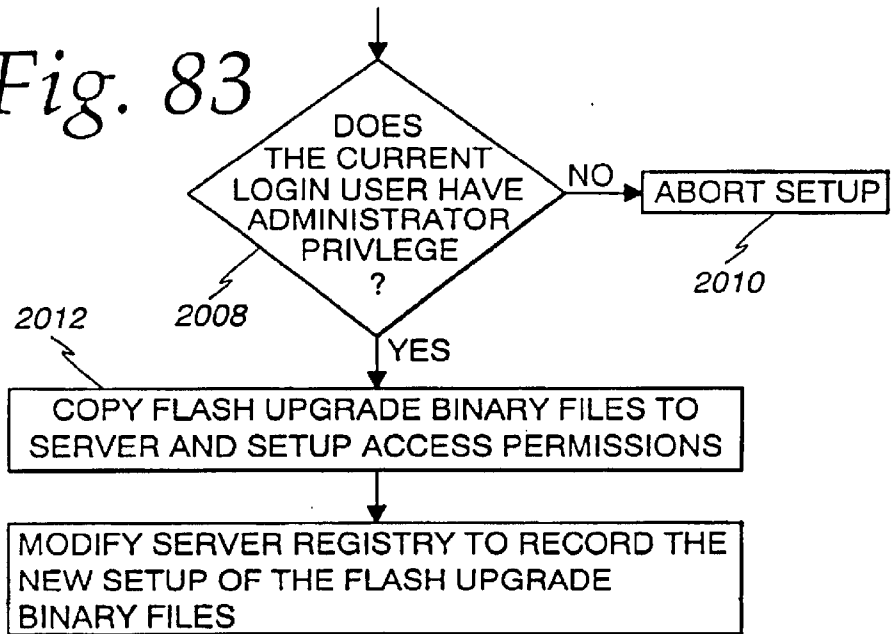 Fig. 83
DOES
THE CURRENT
LOGIN USER HAVE
ADMINISTRATOR
PRIVLEGE
?
NO
ABORT SETUP
2010
2008
2012
YES
COPY FLASH UPGRADE BINARY FILES TO
SERVER AND SETUP ACCESS PERMISSIONS
MODIFY SERVER REGISTRY TO RECORD THE
NEW SETUP OF THE FLASH UPGRADE
BINARY FILES